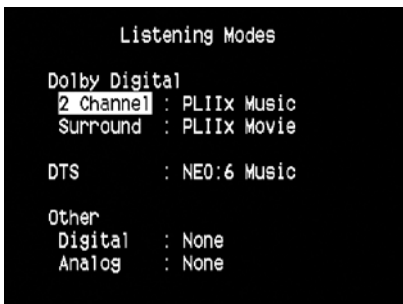 Listening Modes
Dolby Digital
2 Channel : PLIIx Music
Surround : PLIIx Movie
DTS : NEO:6 Music
Other
Digital : None
Analog : None